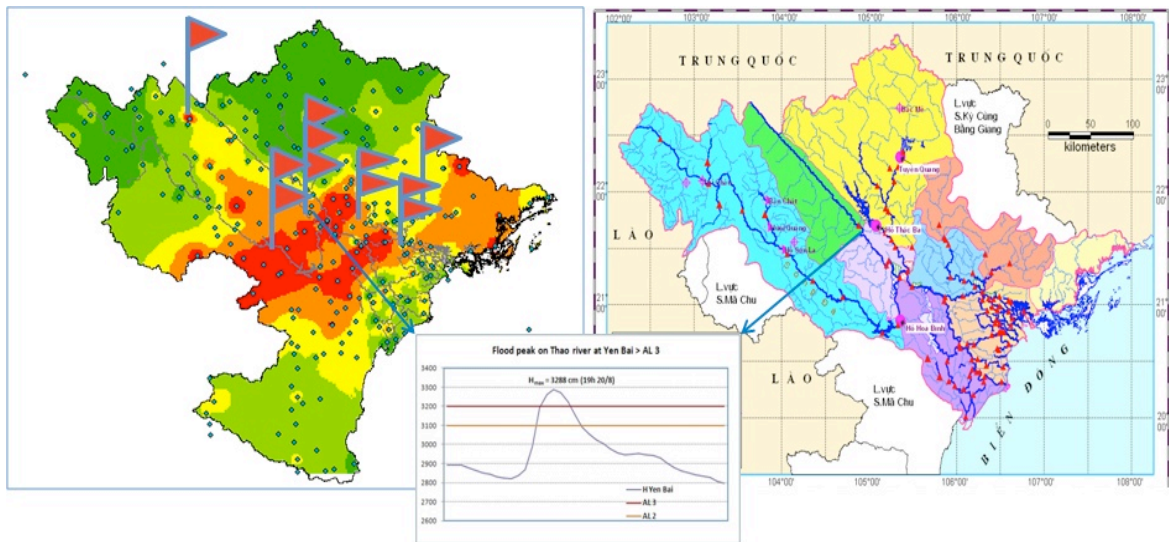 102°00'
103°00'
104°00'
105°00'
106°00'
107°00'
108°00'
TRUNG QUỐC
TRUNG QUỐC
23°
00'
L.vực
S.Kỳ Cùng
Bằng Giang
0
50
100
kilometers
Tuyên Quang
22°
00'
Hồ Thác Bà
LÀO
L.vực
S.Mã Chu
21°
00'
Hồ Hoà Bình
LÀO
L.vực
S.Mã Chu
20°
00'
BIỂN ĐÔNG
104°00'
105°00'
106°00'
107°00'
108°00'
Flood peak on Thao river at Yen Bai > AL 3
Hmax = 3288 cm (19h 20/8)
3400
3300
3200
3100
3000
2900
2800
2700
2600
H Yen Bai
AL 3
AL 2